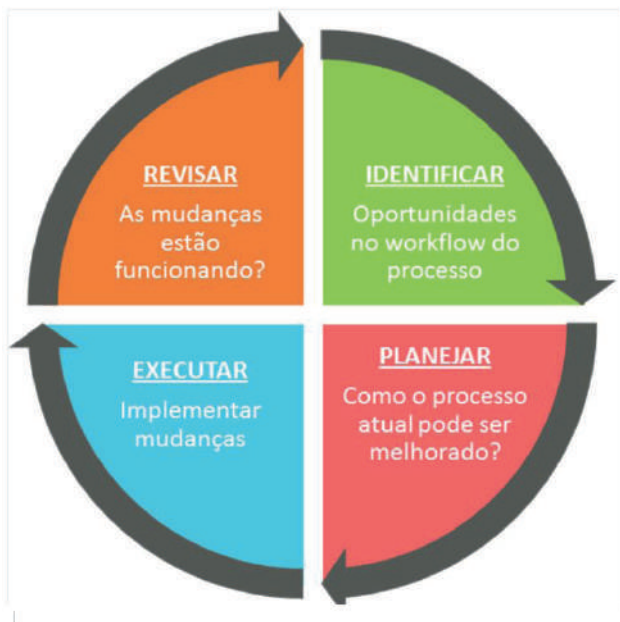 REVISAR
As mudanças
estão
funcionando?
IDENTIFICAR
Oportunidades
no workflow do
processo
EXECUTAR
Implementar
mudanças
PLANEJAR
Como o processo
atual pode ser
melhorado?